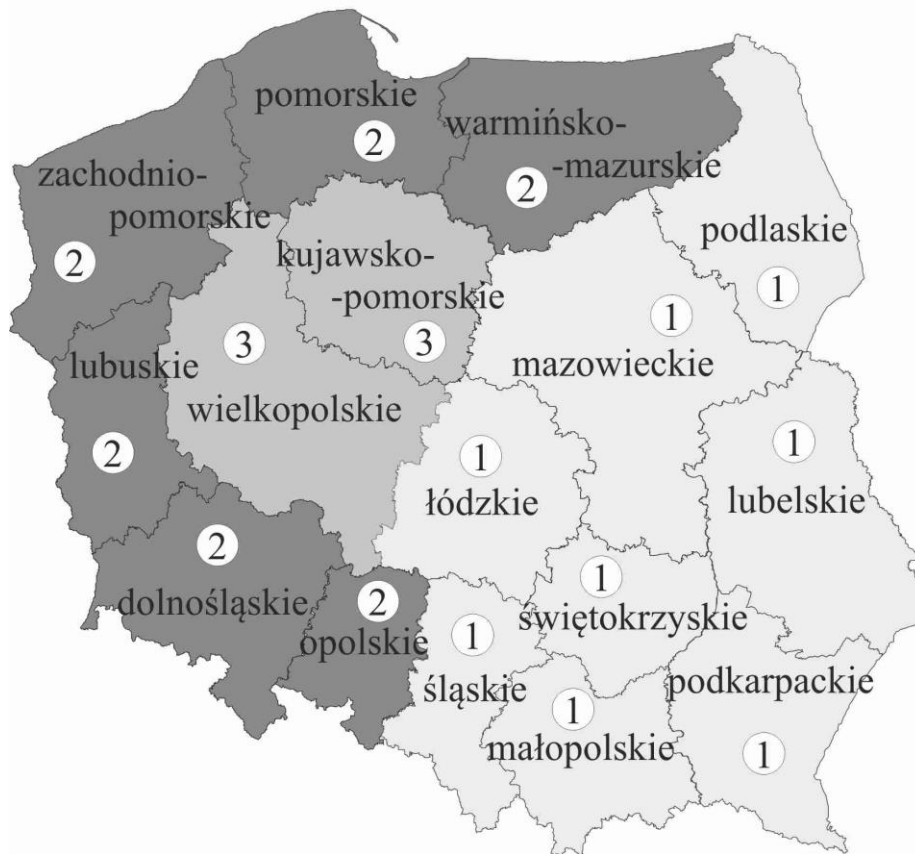 pomorskie
2
warmińsko-
-mazurskie
2
zachodnio-
pomorskie
2
podlaskie
1
kujawsko-
-pomorskie
3
1
mazowieckie
lubuskie
2
3
wielkopolskie
1
łódzkie
1
lubelskie
2
dolnośląskie
2
opolskie
1
świętokrzyskie
1
śląskie
podkarpackie
1
1
małopolskie